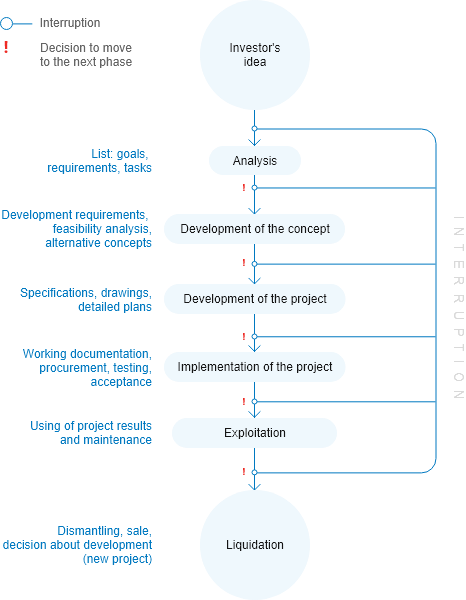 Interruption
!
Decision to move
to the next phase
Investor's
idea
List: goals,
requirements, tasks
Analysis
!
Development requirements,
feasibility analysis,
alternative concepts
Development of the concept
!
Specifications, drawings,
detailed plans
Development of the project
!
Working documentation,
procurement, testing,
acceptance
Implementation of the project
!
Using of project results
and maintenance
Exploitation
!
Dismantling, sale,
decision about development
(new project)
Liquidation
INTERRUPTION